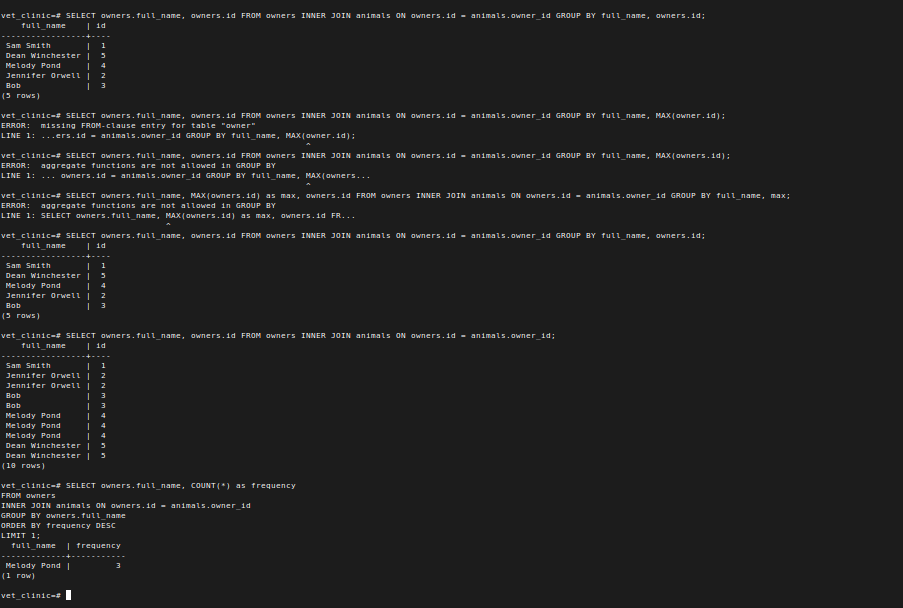 vet_clinic=# SELECT owners.full_name, owners.id FROM owners INNER JOIN animals ON owners.id = animals.owner_id GROUP BY full_name, owners.id;
    full_name    | id
-----------------+----
 Sam Smith       |  1
 Dean Winchester |  5
 Melody Pond     |  4
 Jennifer Orwell |  2
 Bob             |  3
(5 rows)

vet_clinic=# SELECT owners.full_name, owners.id FROM owners INNER JOIN animals ON owners.id = animals.owner_id GROUP BY full_name, MAX(owner.id);
ERROR:  missing FROM-clause entry for table "owner"
LINE 1: ...ers.id = animals.owner_id GROUP BY full_name, MAX(owner.id);
                                                             ^
vet_clinic=# SELECT owners.full_name, owners.id FROM owners INNER JOIN animals ON owners.id = animals.owner_id GROUP BY full_name, MAX(owners.id);
ERROR:  aggregate functions are not allowed in GROUP BY
LINE 1: ... owners.id = animals.owner_id GROUP BY full_name, MAX(owners...
                                                             ^
vet_clinic=# SELECT owners.full_name, MAX(owners.id) as max, owners.id FROM owners INNER JOIN animals ON owners.id = animals.owner_id GROUP BY full_name, max;
ERROR:  aggregate functions are not allowed in GROUP BY
LINE 1: SELECT owners.full_name, MAX(owners.id) as max, owners.id FR...
                                 ^
vet_clinic=# SELECT owners.full_name, owners.id FROM owners INNER JOIN animals ON owners.id = animals.owner_id GROUP BY full_name, owners.id;
    full_name    | id
-----------------+----
 Sam Smith       |  1
 Dean Winchester |  5
 Melody Pond     |  4
 Jennifer Orwell |  2
 Bob             |  3
(5 rows)

vet_clinic=# SELECT owners.full_name, owners.id FROM owners INNER JOIN animals ON owners.id = animals.owner_id;
    full_name    | id
-----------------+----
 Sam Smith       |  1
 Jennifer Orwell |  2
 Jennifer Orwell |  2
 Bob             |  3
 Bob             |  3
 Melody Pond     |  4
 Melody Pond     |  4
 Melody Pond     |  4
 Dean Winchester |  5
 Dean Winchester |  5
(10 rows)

vet_clinic=# SELECT owners.full_name, COUNT(*) as frequency
FROM owners
INNER JOIN animals ON owners.id = animals.owner_id
GROUP BY owners.full_name
ORDER BY frequency DESC
LIMIT 1;
  full_name  | frequency
-------------+-----------
 Melody Pond |         3
(1 row)

vet_clinic=#